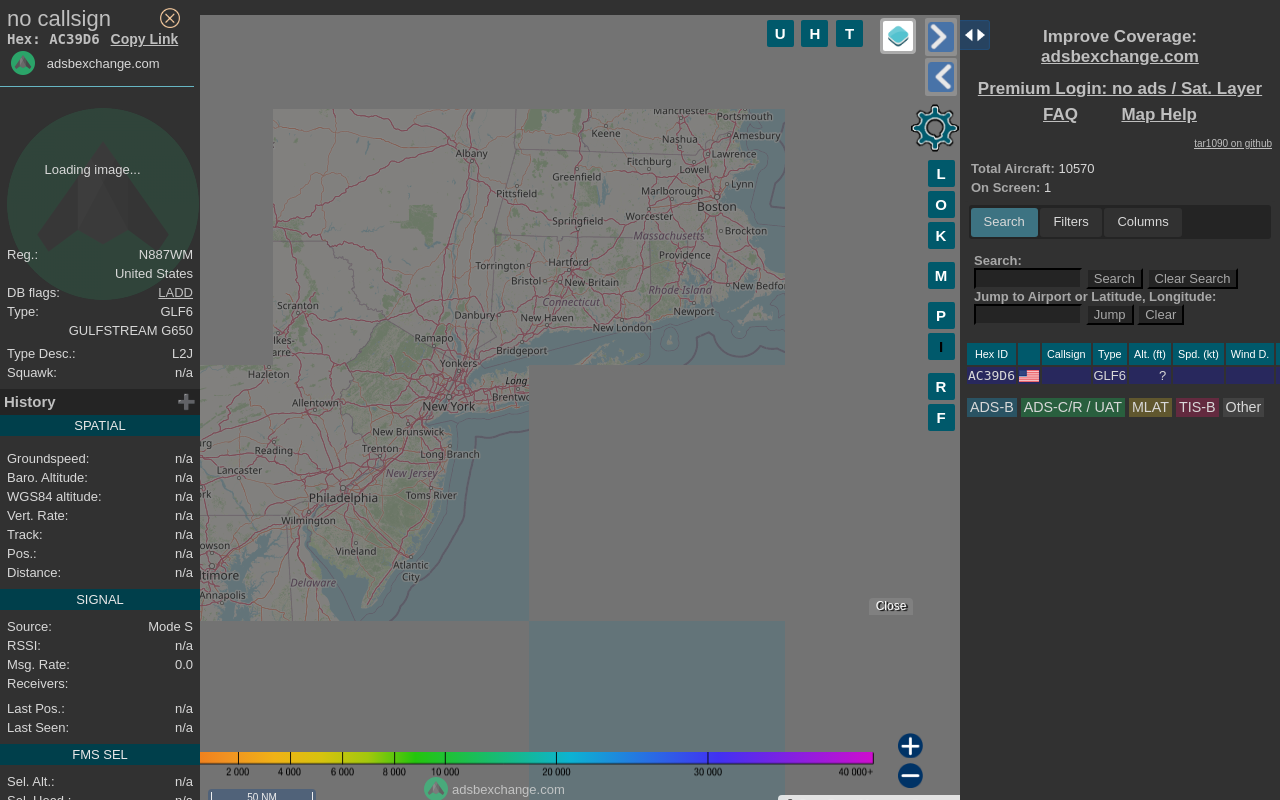 no callsign
Hex: AC39D6 Copy Link
adsbexchange.com
Loading image...
Reg.: N887WM
United States
DB flags: LADD
Type: GLF6
GULFSTREAM G650
Type Desc.: L2J
Squawk: n/a
History
SPATIAL
Groundspeed: n/a
Baro. Altitude: n/a
WGS84 altitude: n/a
Vert. Rate: n/a
Track: n/a
Pos.: n/a
Distance: n/a
SIGNAL
Source: Mode S
RSSI: n/a
Msg. Rate: 0.0
Receivers:
Last Pos.: n/a
Last Seen: n/a
FMS SEL
Sel. Alt.: n/a
Sel. Head.: n/a
U H T
L
O
K
M
P
I
R
F
Manchester
Portsmouth
Keene
Nashua
Amesbury
Albany
Fitchburg
Lawrence
Greenfield
Lowell
Pittsfield
Marlborough
Lynn
Boston
Springfield
Worcester
Brockton
Massachusetts
Providence
Torrington
Hartford
Bristol
New Britain
New Bedfor
Rhode Island
Connecticut
Scranton
Danbury
New Haven
Newport
New London
lkes-
arre
Ramapo
Bridgeport
Yonkers
Hazleton
Long
Brentwo
Allentown
New York
New Brunswick
rg
Reading
Trenton
Long Branch
Lancaster
New Jersey
rk
Philadelphia
Toms River
Wilmington
owson
Vineland
Atlantic
City
ltimore
Delaware
Annapolis
Close
2 000 4 000 6 000 8 000 10 000 20 000 30 000 40 000+
adsbexchange.com
50 NM
Improve Coverage:
adsbexchange.com
Premium Login: no ads / Sat. Layer
FAQ Map Help
tar1090 on github
Total Aircraft: 10570
On Screen: 1
Search Filters Columns
Search:
Search Clear Search
Jump to Airport or Latitude, Longitude:
Jump Clear
Hex ID Callsign Type Alt. (ft) Spd. (kt) Wind D.
AC39D6 GLF6 ?
ADS-B ADS-C/R / UAT MLAT TIS-B Other